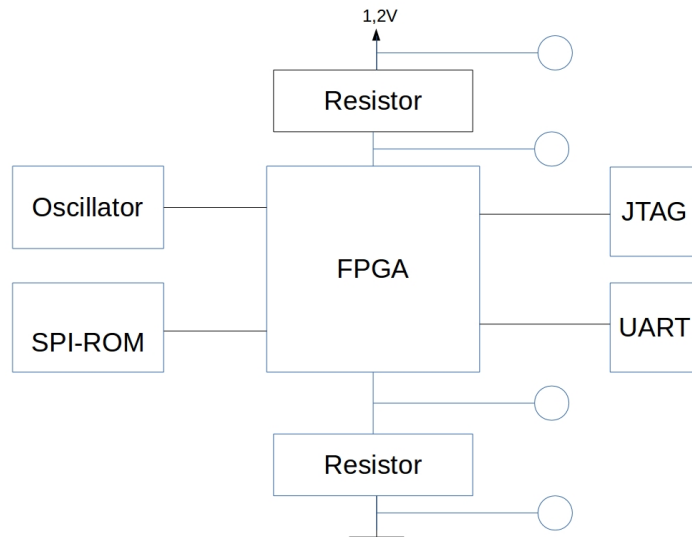 1,2V
Resistor
Oscillator
JTAG
FPGA
SPI-ROM
UART
Resistor